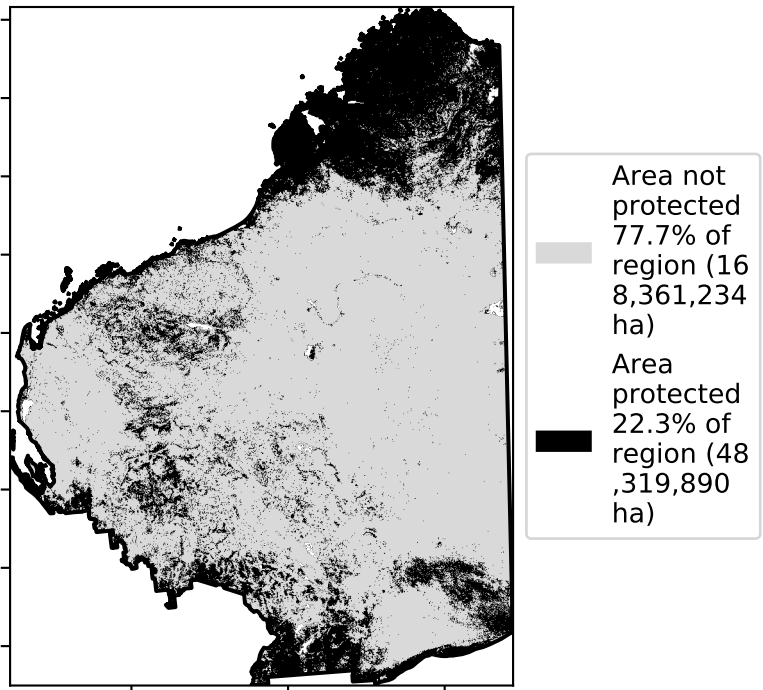 Area not
protected
77.7% of
region (16
8,361,234
ha)
Area
protected
22.3% of
region (48
,319,890
ha)